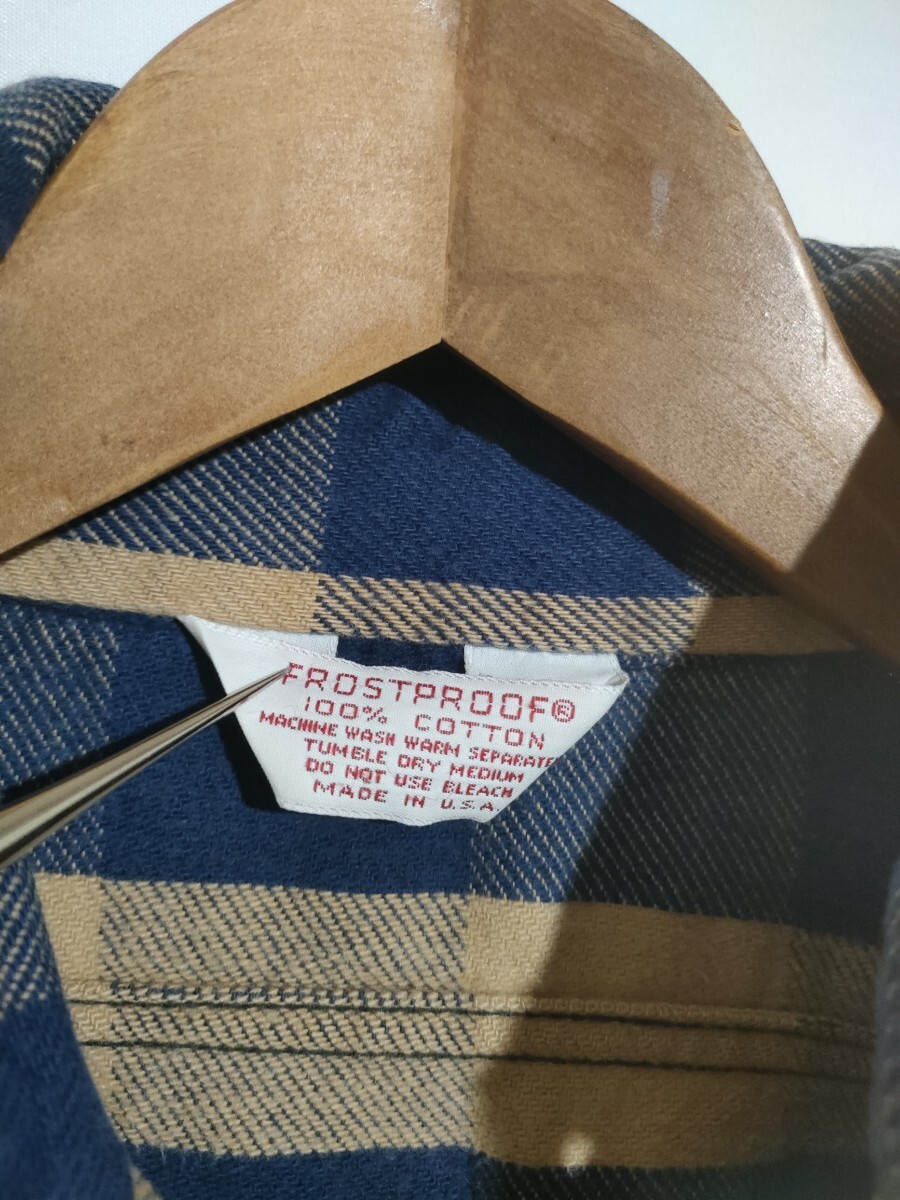 FROSTPROOF®
100% COTTON
MACHINE WASH WARM SEPARATE
TUMBLE DRY MEDIUM
DO NOT USE BLEACH
MADE IN U.S.A.